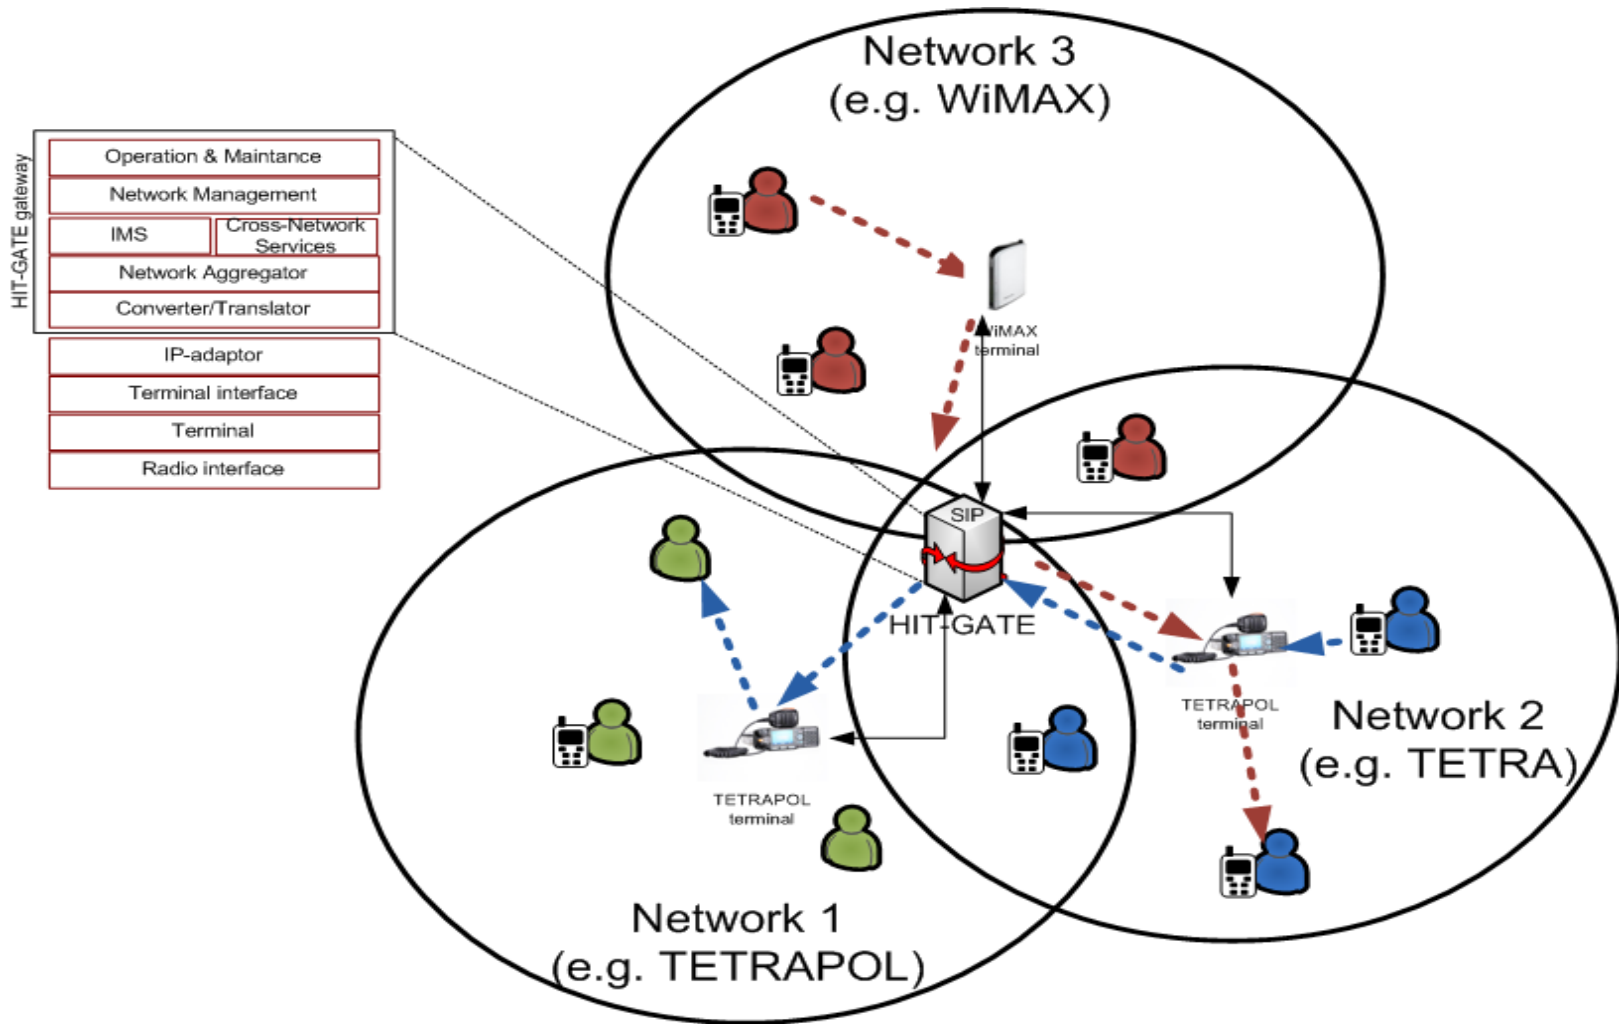 Network 3
(e.g. WiMAX)
HIT-GATE gateway
Operation & Maintance
Network Management
IMS
Cross-Network
Services
Network Aggregator
Converter/Translator
IP-adaptor
Terminal interface
Terminal
Radio interface
WiMAX
terminal
SIP
HIT-GATE
TETRAPOL
terminal
Network 2
(e.g. TETRA)
TETRAPOL
terminal
Network 1
(e.g. TETRAPOL)